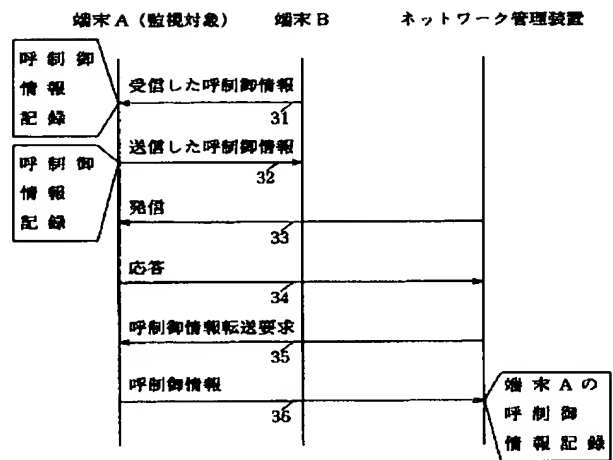 端末A(監視対象) 端末B ネットワーク管理装置
呼制御
情報
記録
受信した呼制御情報
31
送信した呼制御情報
32
呼制御
情報
記録
発信
33
応答
34
呼制御情報転送要求
35
呼制御情報
36
端末Aの
呼制御
情報記録